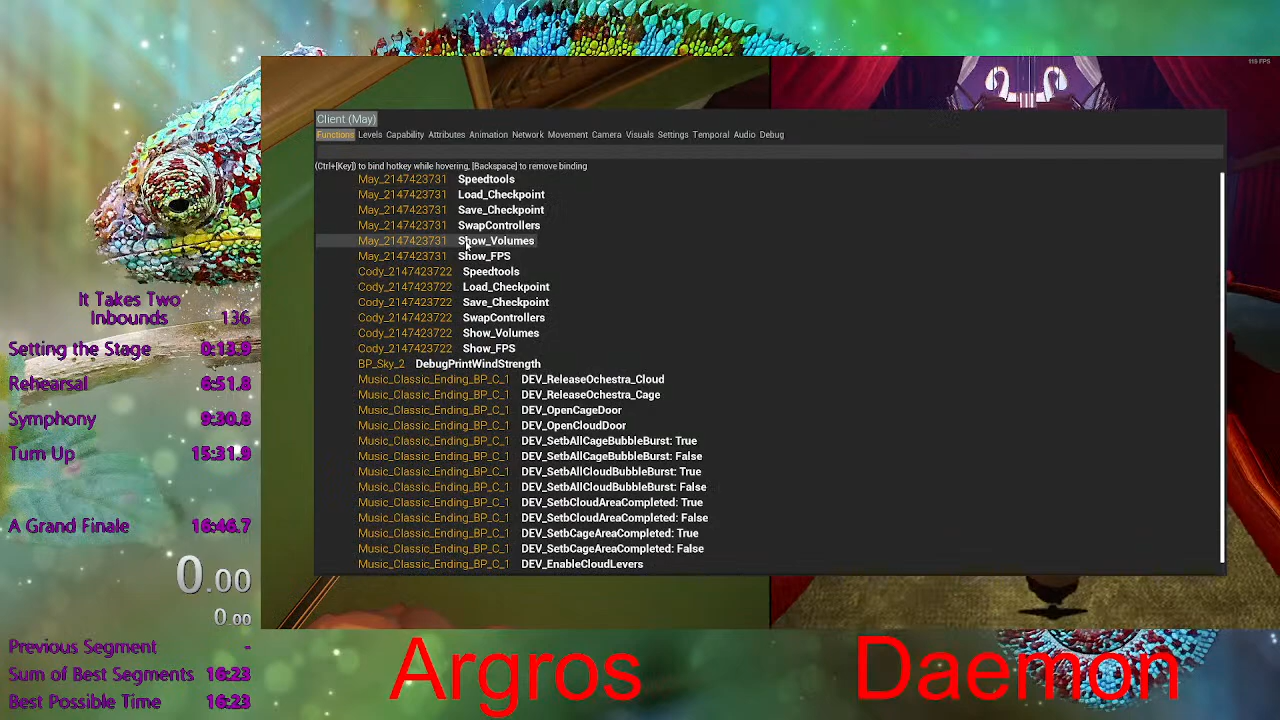 119 FPS
Client (May)
Functions Levels Capability Attributes Animation Network Movement Camera Visuals Settings Temporal Audio Debug
(Ctrl+[Key]) to bind hotkey while hovering, [Backspace] to remove binding
May_2147423731 Speedtools
May_2147423731 Load_Checkpoint
May_2147423731 Save_Checkpoint
May_2147423731 SwapControllers
May_2147423731 Show_Volumes
May_2147423731 Show_FPS
Cody_2147423722 Speedtools
Cody_2147423722 Load_Checkpoint
Cody_2147423722 Save_Checkpoint
Cody_2147423722 SwapControllers
Cody_2147423722 Show_Volumes
Cody_2147423722 Show_FPS
BP_Sky_2 DebugPrintWindStrength
Music_Classic_Ending_BP_C_1 DEV_ReleaseOchestra_Cloud
Music_Classic_Ending_BP_C_1 DEV_ReleaseOchestra_Cage
Music_Classic_Ending_BP_C_1 DEV_OpenCageDoor
Music_Classic_Ending_BP_C_1 DEV_OpenCloudDoor
Music_Classic_Ending_BP_C_1 DEV_SetbAllCageBubbleBurst: True
Music_Classic_Ending_BP_C_1 DEV_SetbAllCageBubbleBurst: False
Music_Classic_Ending_BP_C_1 DEV_SetbAllCloudBubbleBurst: True
Music_Classic_Ending_BP_C_1 DEV_SetbAllCloudBubbleBurst: False
Music_Classic_Ending_BP_C_1 DEV_SetbCloudAreaCompleted: True
Music_Classic_Ending_BP_C_1 DEV_SetbCloudAreaCompleted: False
Music_Classic_Ending_BP_C_1 DEV_SetbCageAreaCompleted: True
Music_Classic_Ending_BP_C_1 DEV_SetbCageAreaCompleted: False
Music_Classic_Ending_BP_C_1 DEV_EnableCloudLevers
It Takes Two
Inbounds 136
Setting the Stage 0:13.9
Rehearsal 6:51.8
Symphony 9:30.8
Turn Up 15:31.9
A Grand Finale 16:46.7
0.00
0.00
Previous Segment -
Sum of Best Segments 16:23
Best Possible Time 16:23
Argros Daemon